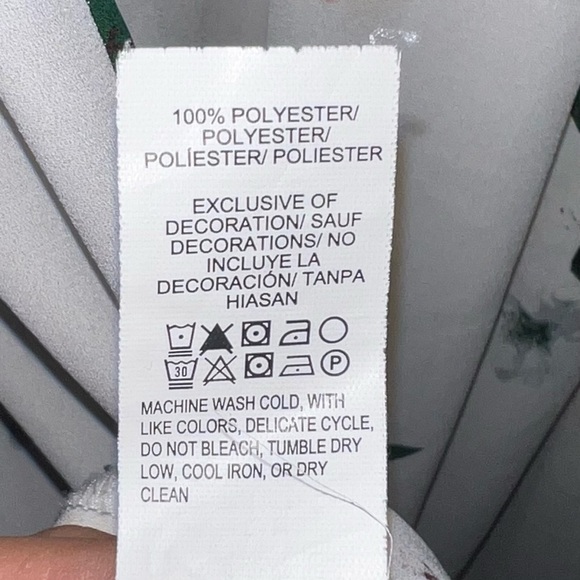 100% POLYESTER/
POLYESTER/
POLÍESTER/ POLIESTER
EXCLUSIVE OF
DECORATION/ SAUF
DECORATIONS/ NO
INCLUYE LA
DECORACIÓN/ TANPA
HIASAN
30 P
MACHINE WASH COLD, WITH
LIKE COLORS, DELICATE CYCLE,
DO NOT BLEACH, TUMBLE DRY
LOW, COOL IRON, OR DRY
CLEAN